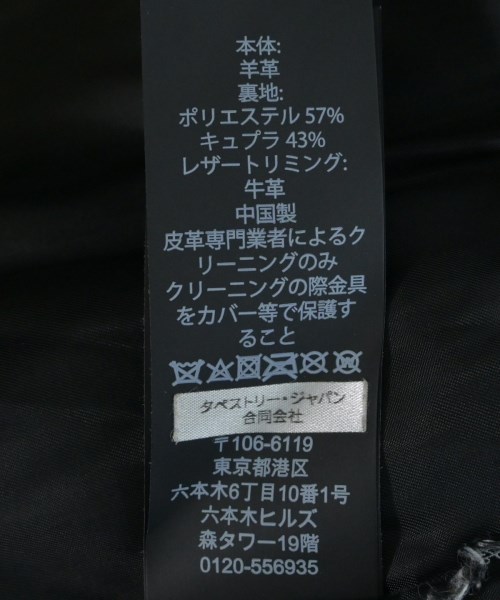 本体:
羊革
裏地:
ポリエステル 57%
キュプラ 43%
レザートリミング:
牛革
中国製
皮革専門業者によるク
リーニングのみ
クリーニングの際金具
をカバー等で保護す
ること
タペストリー・ジャパン
合同会社
〒106-6119
東京都港区
六本木6丁目10番1号
六本木ヒルズ
森タワー19階
0120-556935